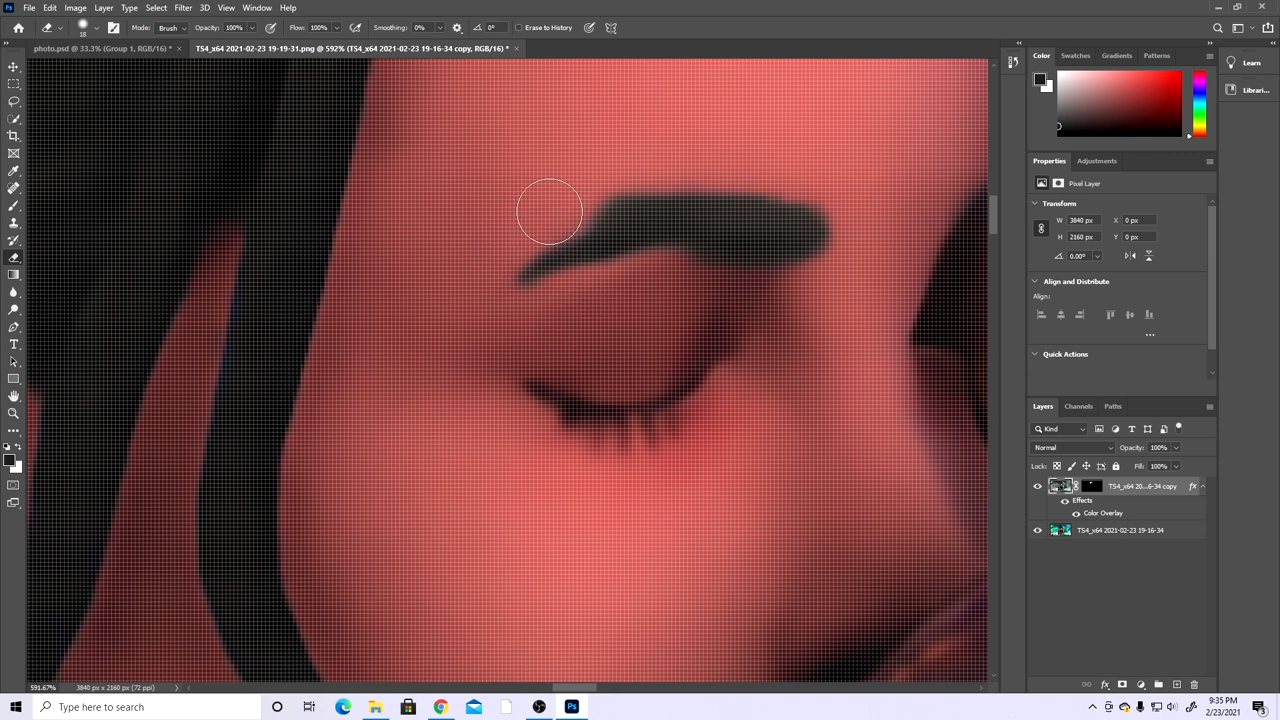 File Edit Image Layer Type Select Filter 3D View Window Help
18 Mode: Brush Opacity: 100% Flow: 100% Smoothing: 0% 0° Erase to History
photo.psd @ 33.3% (Group 1, RGB/16) * × TS4_x64 2021-02-23 19-19-31.png @ 592% (TS4_x64 2021-02-23 19-16-34 copy, RGB/16) * ×
Color Swatches Gradients Patterns
Learn
Librari...
Properties Adjustments
Pixel Layer
Transform
W 3840 px X 0 px
H 2160 px Y 0 px
0.00°
Align and Distribute
Align:
Quick Actions
Layers Channels Paths
Kind
Normal Opacity: 100%
Lock: Fill: 100%
TS4_x64 20...6-34 copy fx
Effects
Color Overlay
TS4_x64 2021-02-23 19-16-34
591.67% 3840 px x 2160 px (72 ppi)
Type here to search
Ps
9:35 PM
2/23/2021
3